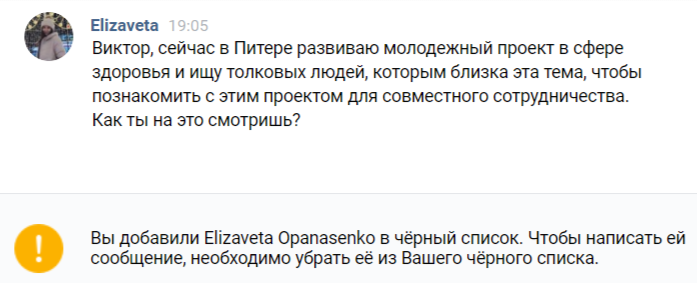 Elizaveta 19:05
Виктор, сейчас в Питере развиваю молодежный проект в сфере
здоровья и ищу толковых людей, которым близка эта тема, чтобы
познакомить с этим проектом для совместного сотрудничества.
Как ты на это смотришь?
Вы добавили Elizaveta Opanasenko в чёрный список. Чтобы написать ей
сообщение, необходимо убрать её из Вашего чёрного списка.